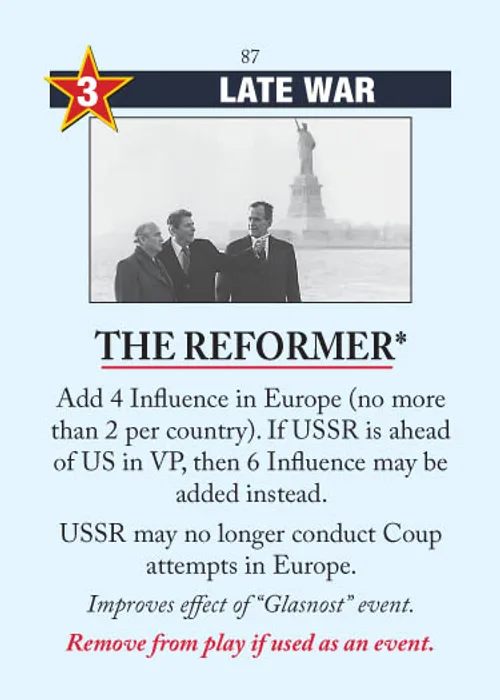 87
3
LATE WAR
THE REFORMER*
Add 4 Influence in Europe (no more
than 2 per country). If USSR is ahead
of US in VP, then 6 Influence may be
added instead.
USSR may no longer conduct Coup
attempts in Europe.
Improves effect of “Glasnost” event.
Remove from play if used as an event.